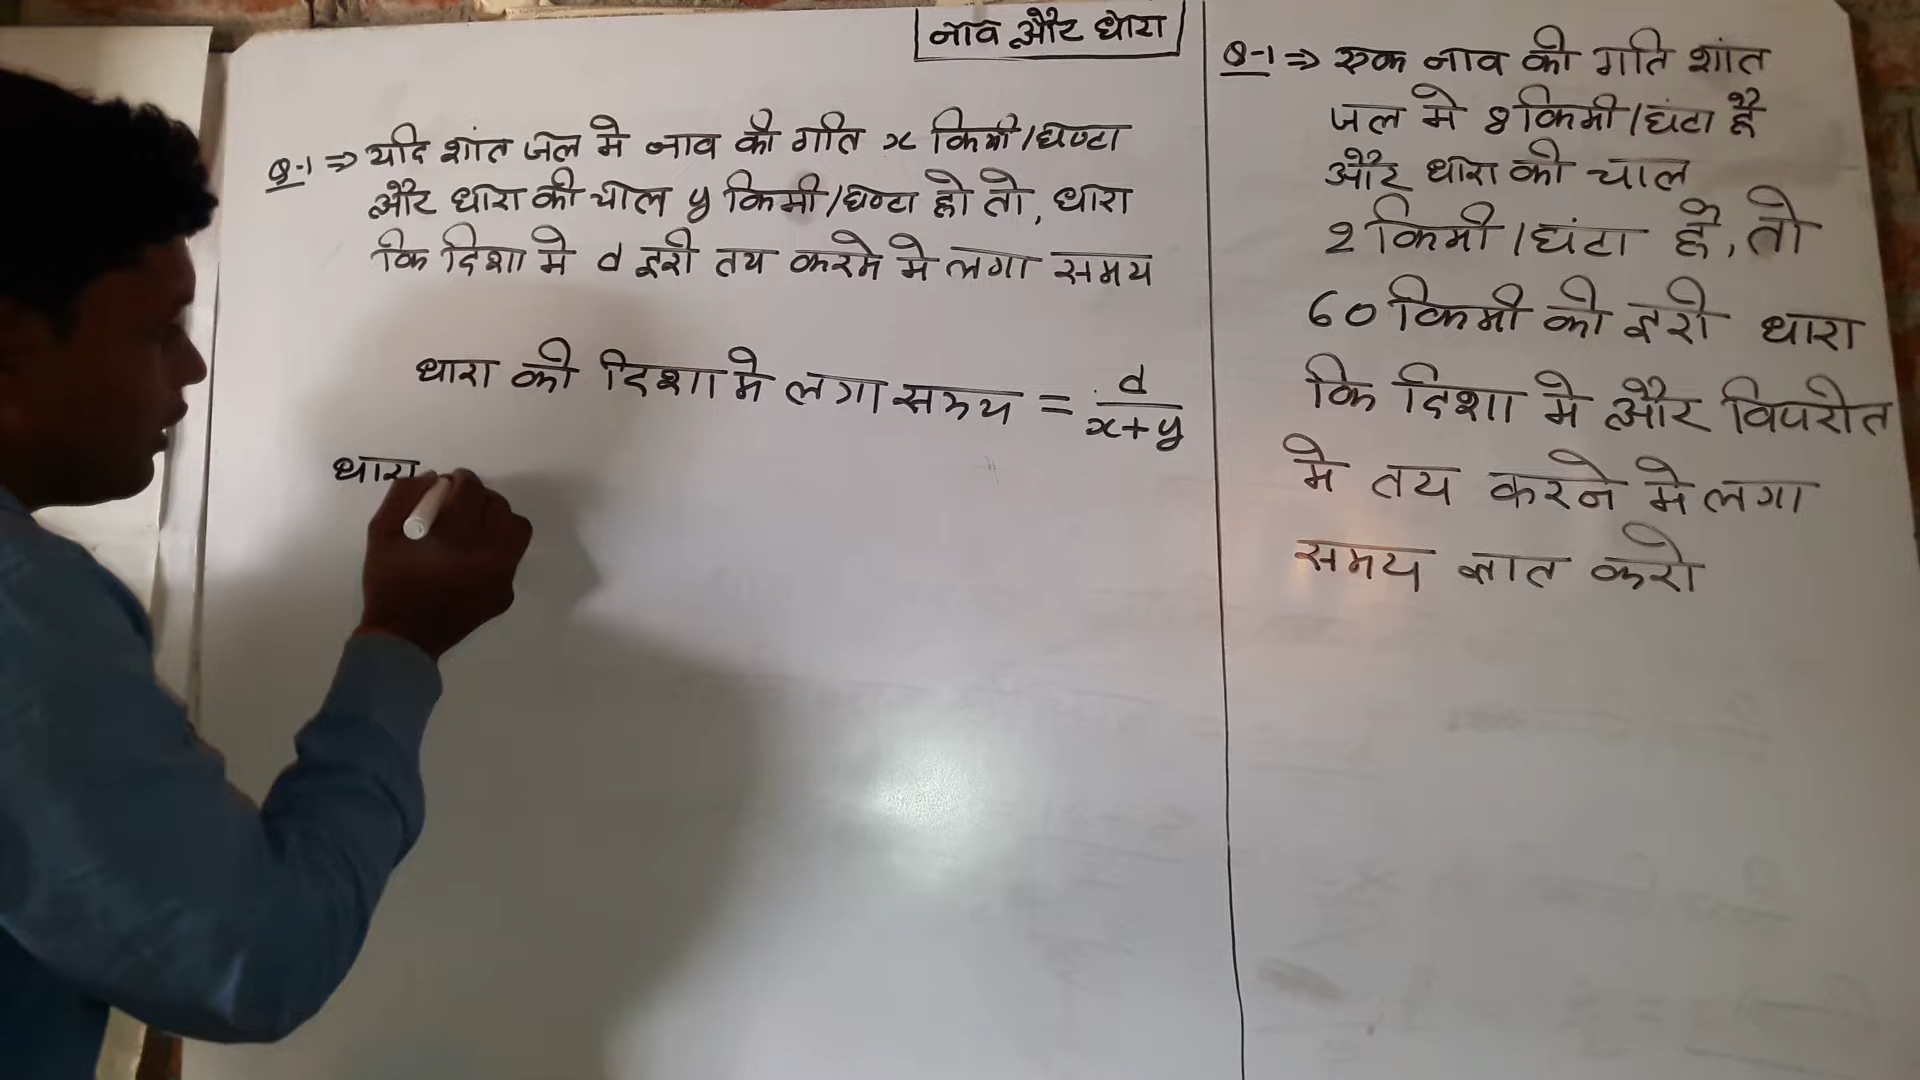 नाव और धारा
Q-1 ⇒ यदि शांत जल मे नाव की गति x किमी/घण्टा
और धारा की चाल y किमी/घण्टा हो तो, धारा
कि दिशा मे d दूरी तय करने मे लगा समय
धारा की दिशा मे लगा समय = d/x+y
धारा
Q-1 ⇒ एक नाव की गति शांत
जल मे 8 किमी/घंटा है
और धारा की चाल
2 किमी/घंटा है, तो
60 किमी की दूरी धारा
कि दिशा मे और विपरीत
मे तय करने मे लगा
समय ज्ञात करो